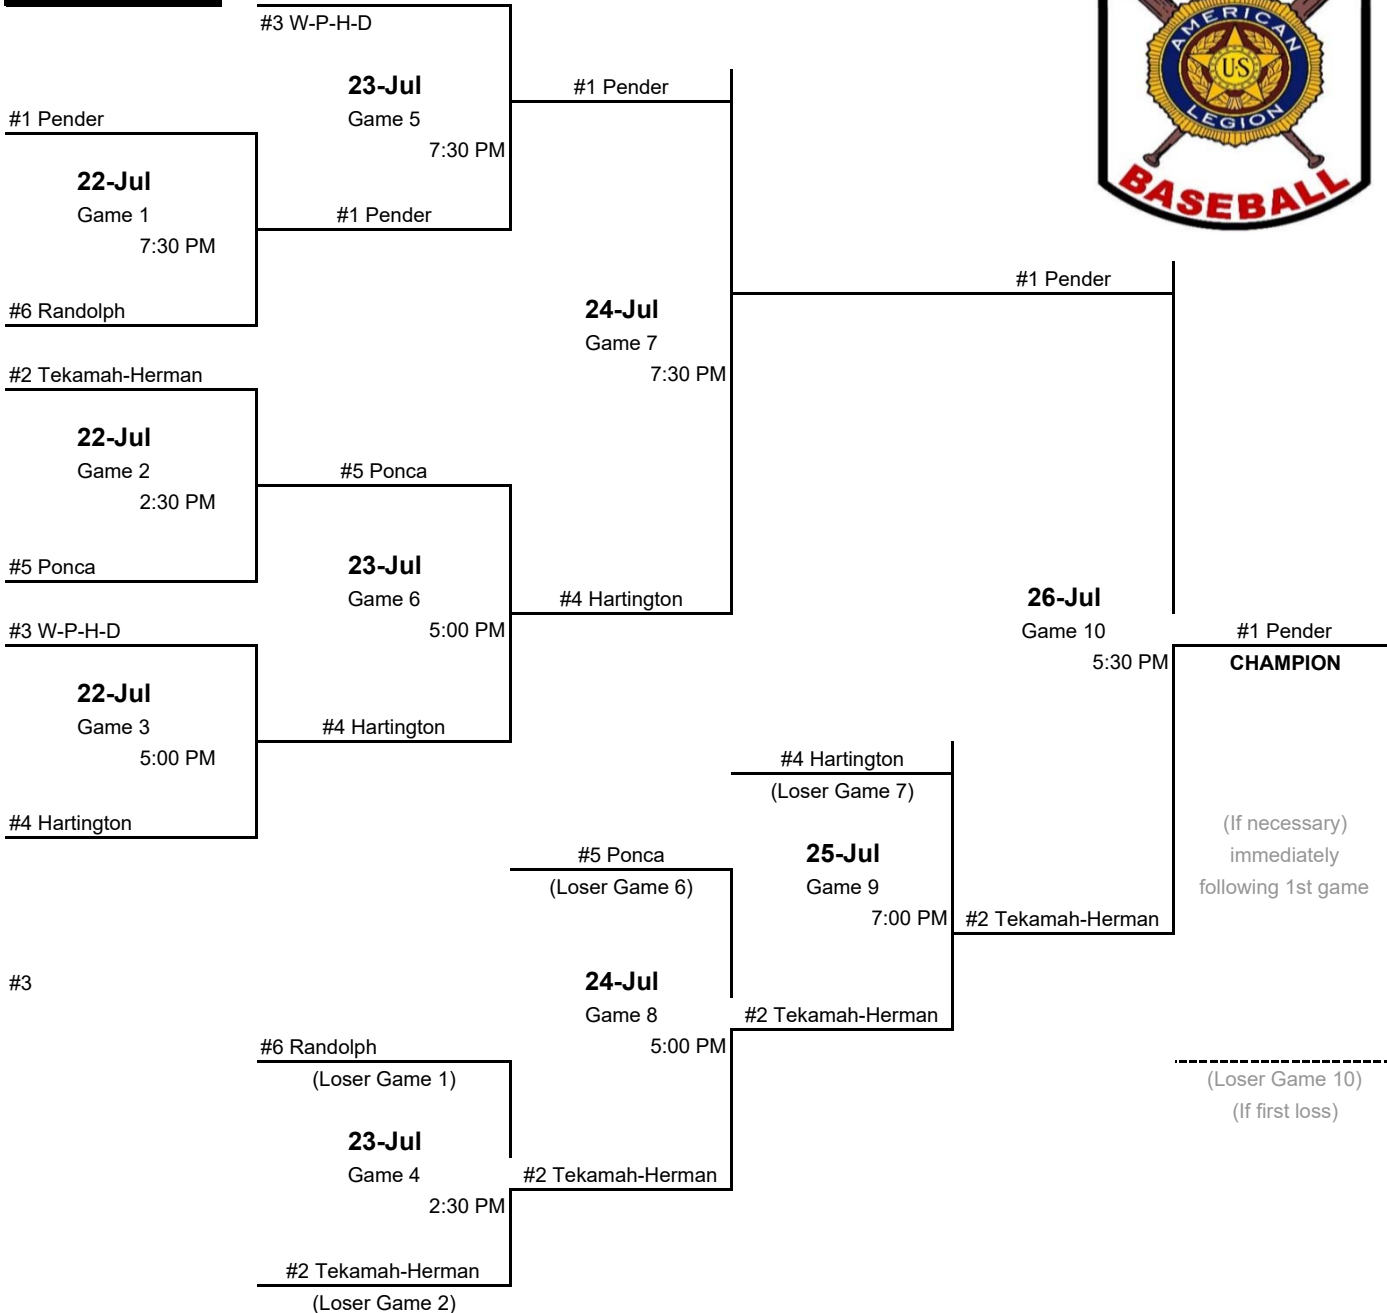 #3 W-P-H-D
23-Jul
Game 5
7:30 PM
#1 Pender
AMERICAN
U.S
LEGION
BASEBALL
#1 Pender
22-Jul
Game 1
7:30 PM
#1 Pender
#6 Randolph
#1 Pender
24-Jul
Game 7
7:30 PM
#2 Tekamah-Herman
22-Jul
Game 2
2:30 PM
#5 Ponca
#5 Ponca
23-Jul
Game 6
5:00 PM
#4 Hartington
#3 W-P-H-D
22-Jul
Game 3
5:00 PM
#4 Hartington
#4 Hartington
26-Jul
Game 10
5:30 PM
#1 Pender
CHAMPION
#4 Hartington
(Loser Game 7)
25-Jul
Game 9
7:00 PM
#2 Tekamah-Herman
(If necessary)
immediately
following 1st game
#5 Ponca
(Loser Game 6)
24-Jul
Game 8
5:00 PM
#2 Tekamah-Herman
#3
#6 Randolph
(Loser Game 1)
23-Jul
Game 4
2:30 PM
#2 Tekamah-Herman
#2 Tekamah-Herman
(Loser Game 2)
(Loser Game 10)
(If first loss)